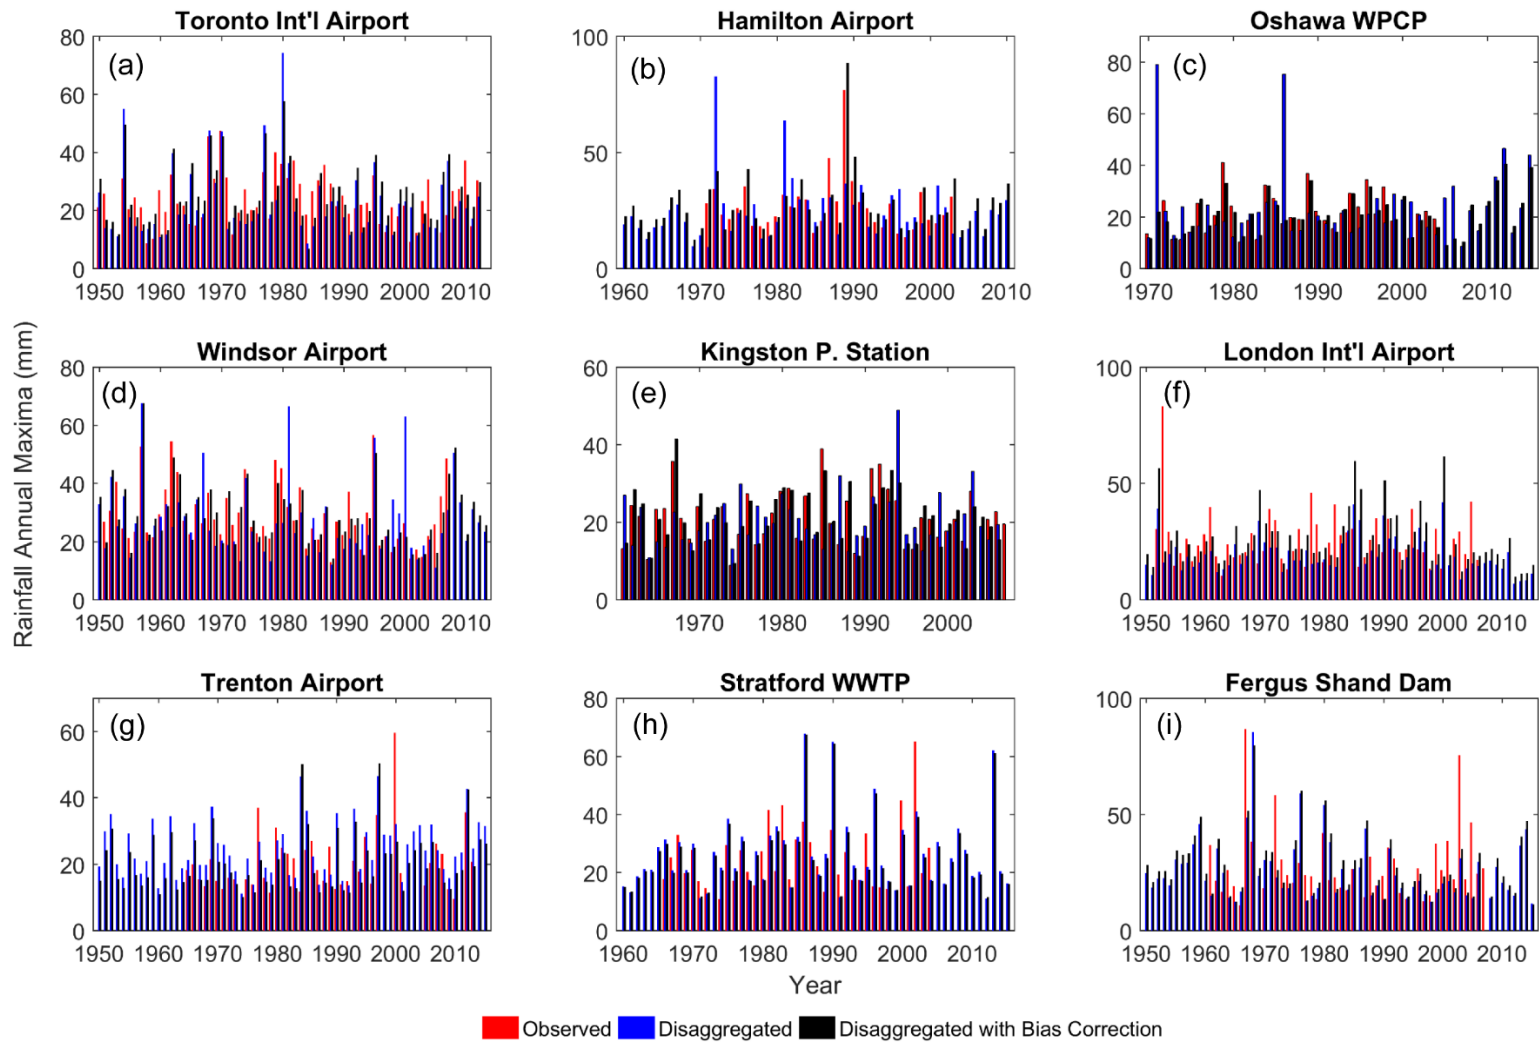 Toronto Int'l Airport
Hamilton Airport
Oshawa WPCP
(a)
(b)
(c)
80
60
40
20
0
1950 1960 1970 1980 1990 2000 2010
100
50
0
1960 1970 1980 1990 2000 2010
80
60
40
20
0
1970 1980 1990 2000 2010
Rainfall Annual Maxima (mm)
Windsor Airport
Kingston P. Station
London Int'l Airport
(d)
(e)
(f)
80
60
40
20
0
1950 1960 1970 1980 1990 2000 2010
60
40
20
0
1970 1980 1990 2000
100
50
0
1950 1960 1970 1980 1990 2000 2010
Trenton Airport
Stratford WWTP
Fergus Shand Dam
(g)
(h)
(i)
60
40
20
0
1950 1960 1970 1980 1990 2000 2010
80
60
40
20
0
1960 1970 1980 1990 2000 2010
100
50
0
1950 1960 1970 1980 1990 2000 2010
Year
Observed Disaggregated Disaggregated with Bias Correction